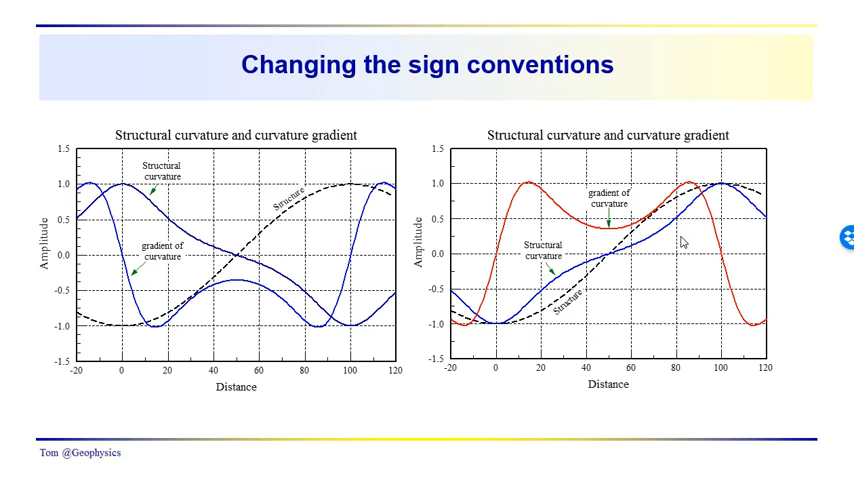 Changing the sign conventions
Structural curvature and curvature gradient
1.5
1.0
0.5
0.0
-0.5
-1.0
-1.5
Amplitude
Structural
curvature
gradient of
curvature
Structure
-20
0
20
40
60
80
100
120
Distance
Structural curvature and curvature gradient
1.5
1.0
0.5
0.0
-0.5
-1.0
-1.5
Amplitude
gradient of
curvature
Structural
curvature
Structure
-20
0
20
40
60
80
100
120
Distance
Tom @Geophysics